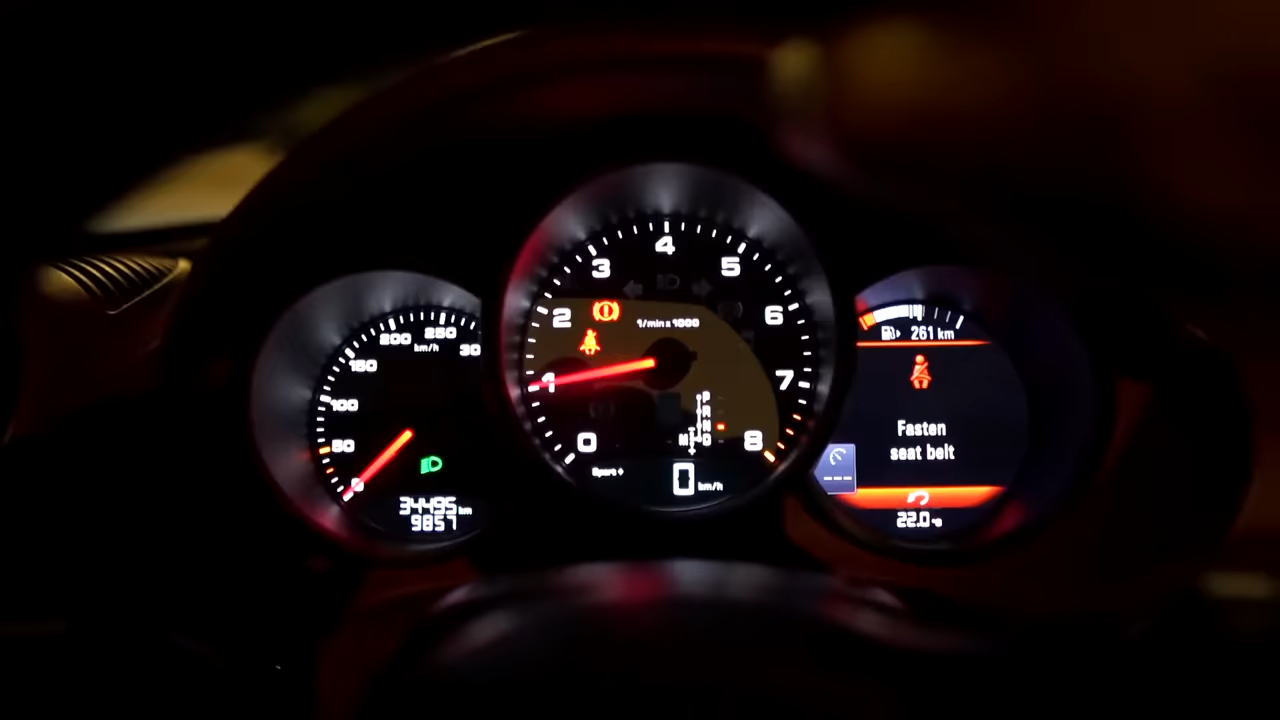 50
100
150
200
250
30
km/h
0
34495 km
9857
0
1
2
3
4
5
6
7
8
1/min x 1000
P
R
N
D
M
Sport +
0 km/h
261 km
Fasten
seat belt
22.0